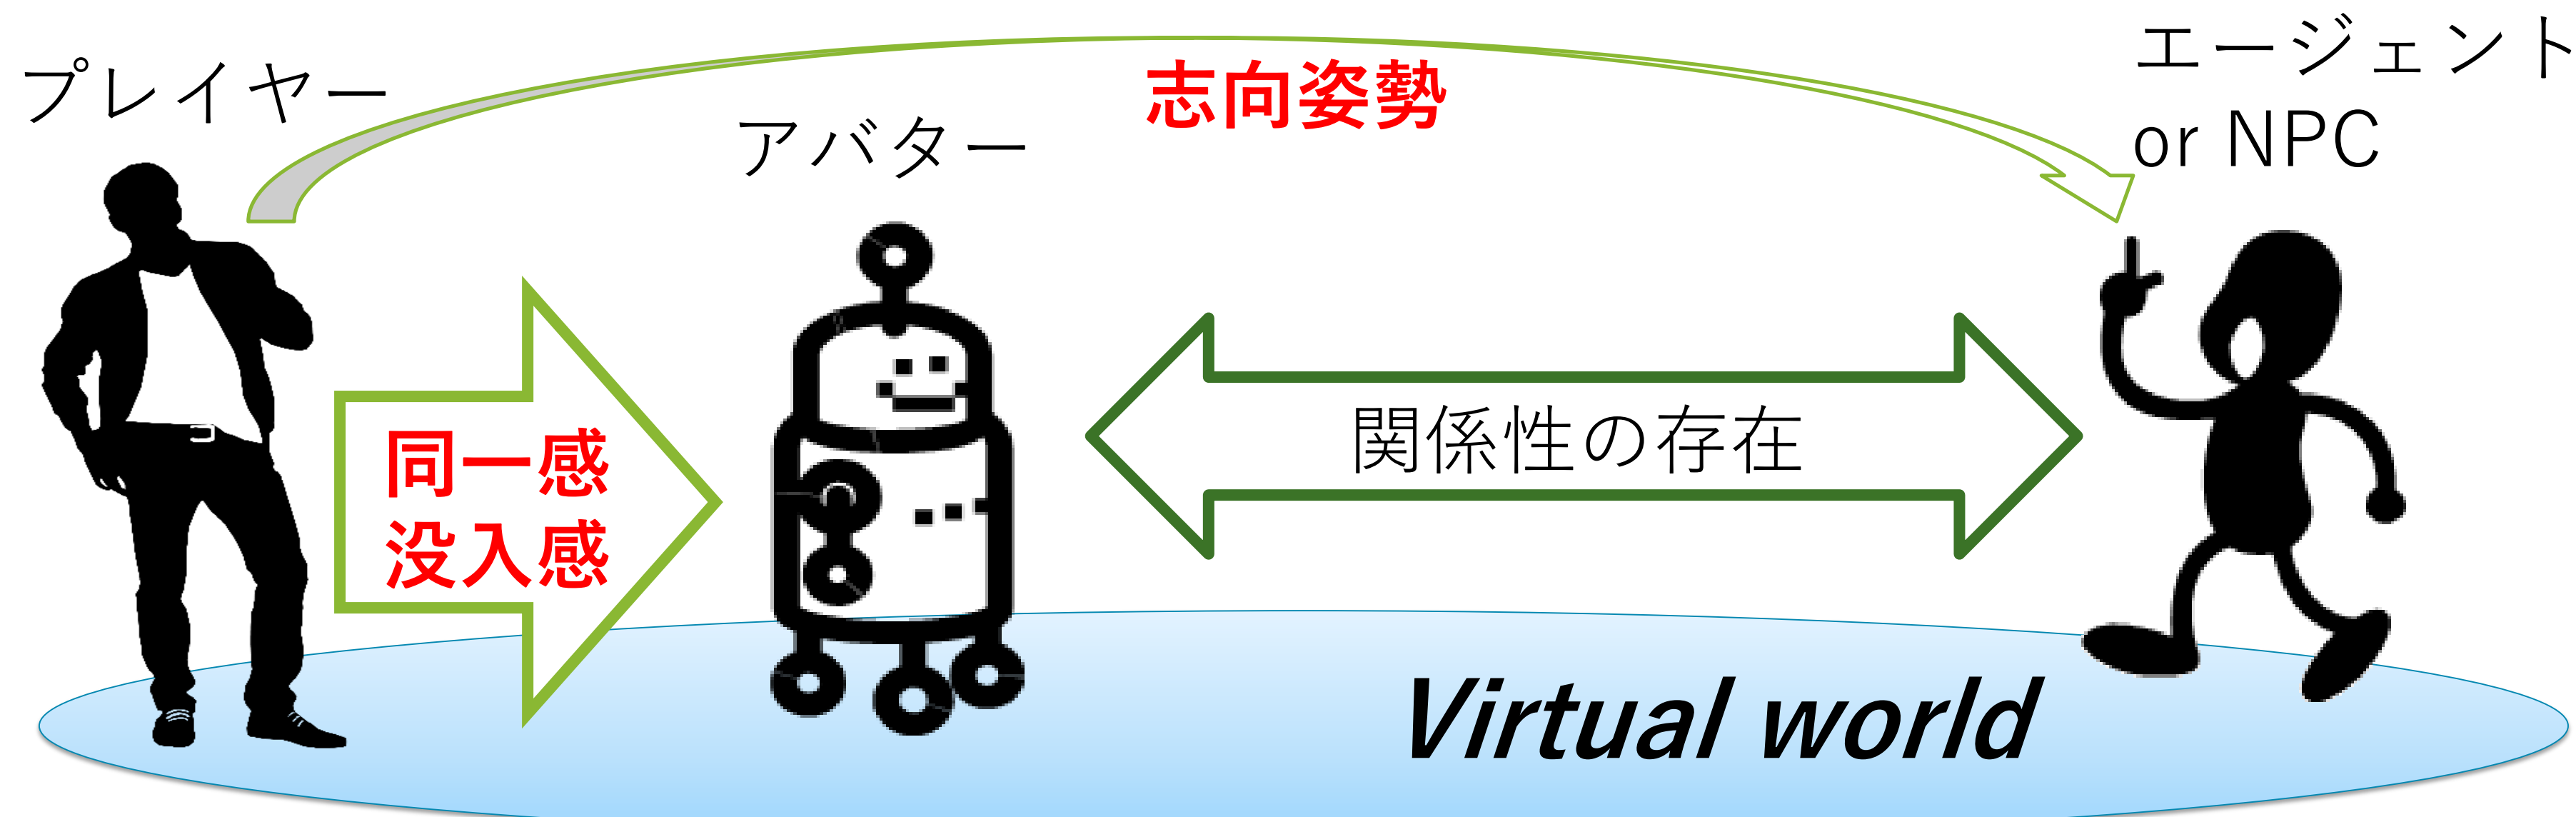 プレイヤー
志向姿勢
アバター
エージェント
or NPC
同一感
没入感
関係性の存在
Virtual world